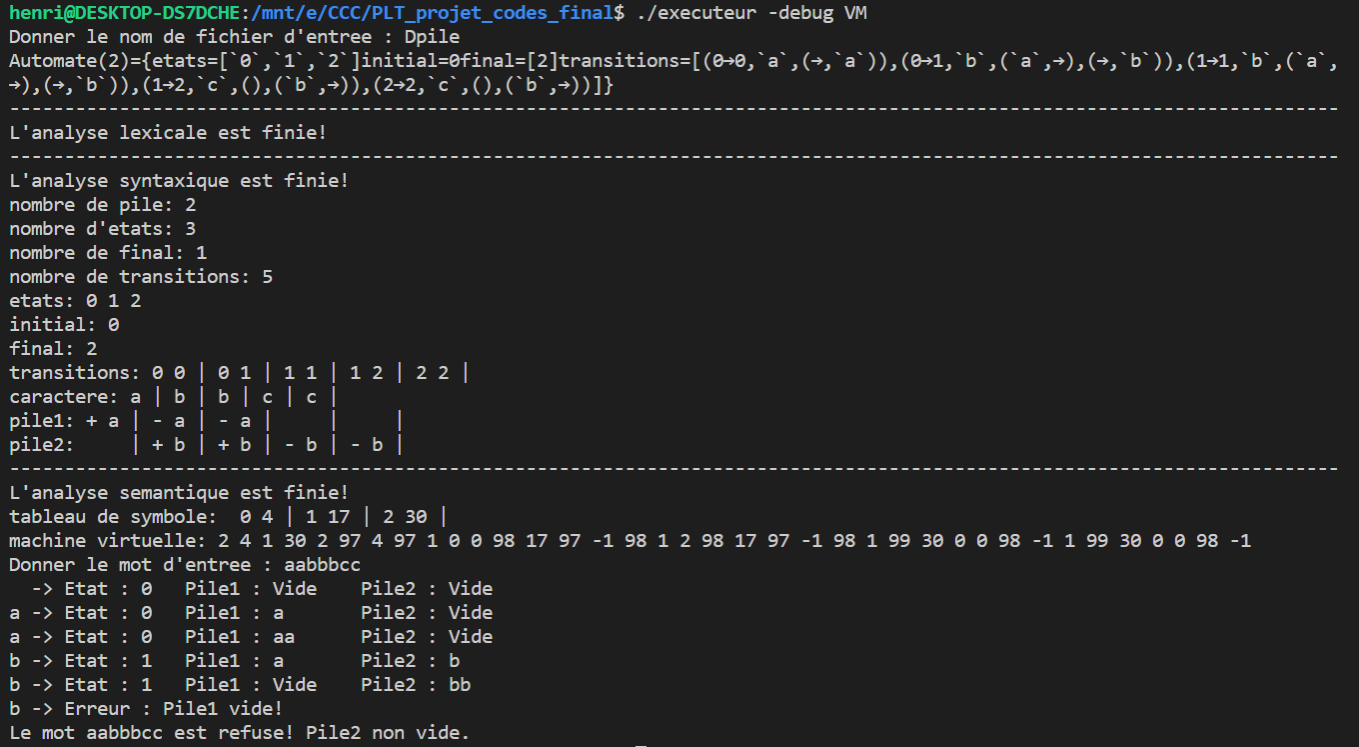 henri@DESKTOP-DS7DCHE:/mnt/e/CCC/PLT_projet_codes_final$ ./executeur -debug VM
Donner le nom de fichier d'entree : Dpile
Automate(2)={etats=[`0`,`1`,`2`]initial=0final=[2]transitions=[(0→0,`a`,(→,`a`)),(0→1,`b`,(`a`,→),(→,`b`)),(1→1,`b`,(`a`,
→),(→,`b`)),(1→2,`c`,(),(`b`,→)),(2→2,`c`,(),(`b`,→))]}
-------------------------------------------------------------------------------------------------------------------------
L'analyse lexicale est finie!
-------------------------------------------------------------------------------------------------------------------------
L'analyse syntaxique est finie!
nombre de pile: 2
nombre d'etats: 3
nombre de final: 1
nombre de transitions: 5
etats: 0 1 2
initial: 0
final: 2
transitions: 0 0 | 0 1 | 1 1 | 1 2 | 2 2 |
caractere: a | b | b | c | c |
pile1: + a | - a | - a |     |     |
pile2:     | + b | + b | - b | - b |
-------------------------------------------------------------------------------------------------------------------------
L'analyse semantique est finie!
tableau de symbole:  0 4 | 1 17 | 2 30 |
machine virtuelle: 2 4 1 30 2 97 4 97 1 0 0 98 17 97 -1 98 1 2 98 17 97 -1 98 1 99 30 0 0 98 -1 1 99 30 0 0 98 -1
Donner le mot d'entree : aabbbcc
  -> Etat : 0   Pile1 : Vide    Pile2 : Vide
a -> Etat : 0   Pile1 : a       Pile2 : Vide
a -> Etat : 0   Pile1 : aa      Pile2 : Vide
b -> Etat : 1   Pile1 : a       Pile2 : b
b -> Etat : 1   Pile1 : Vide    Pile2 : bb
b -> Erreur : Pile1 vide!
Le mot aabbbcc est refuse! Pile2 non vide.